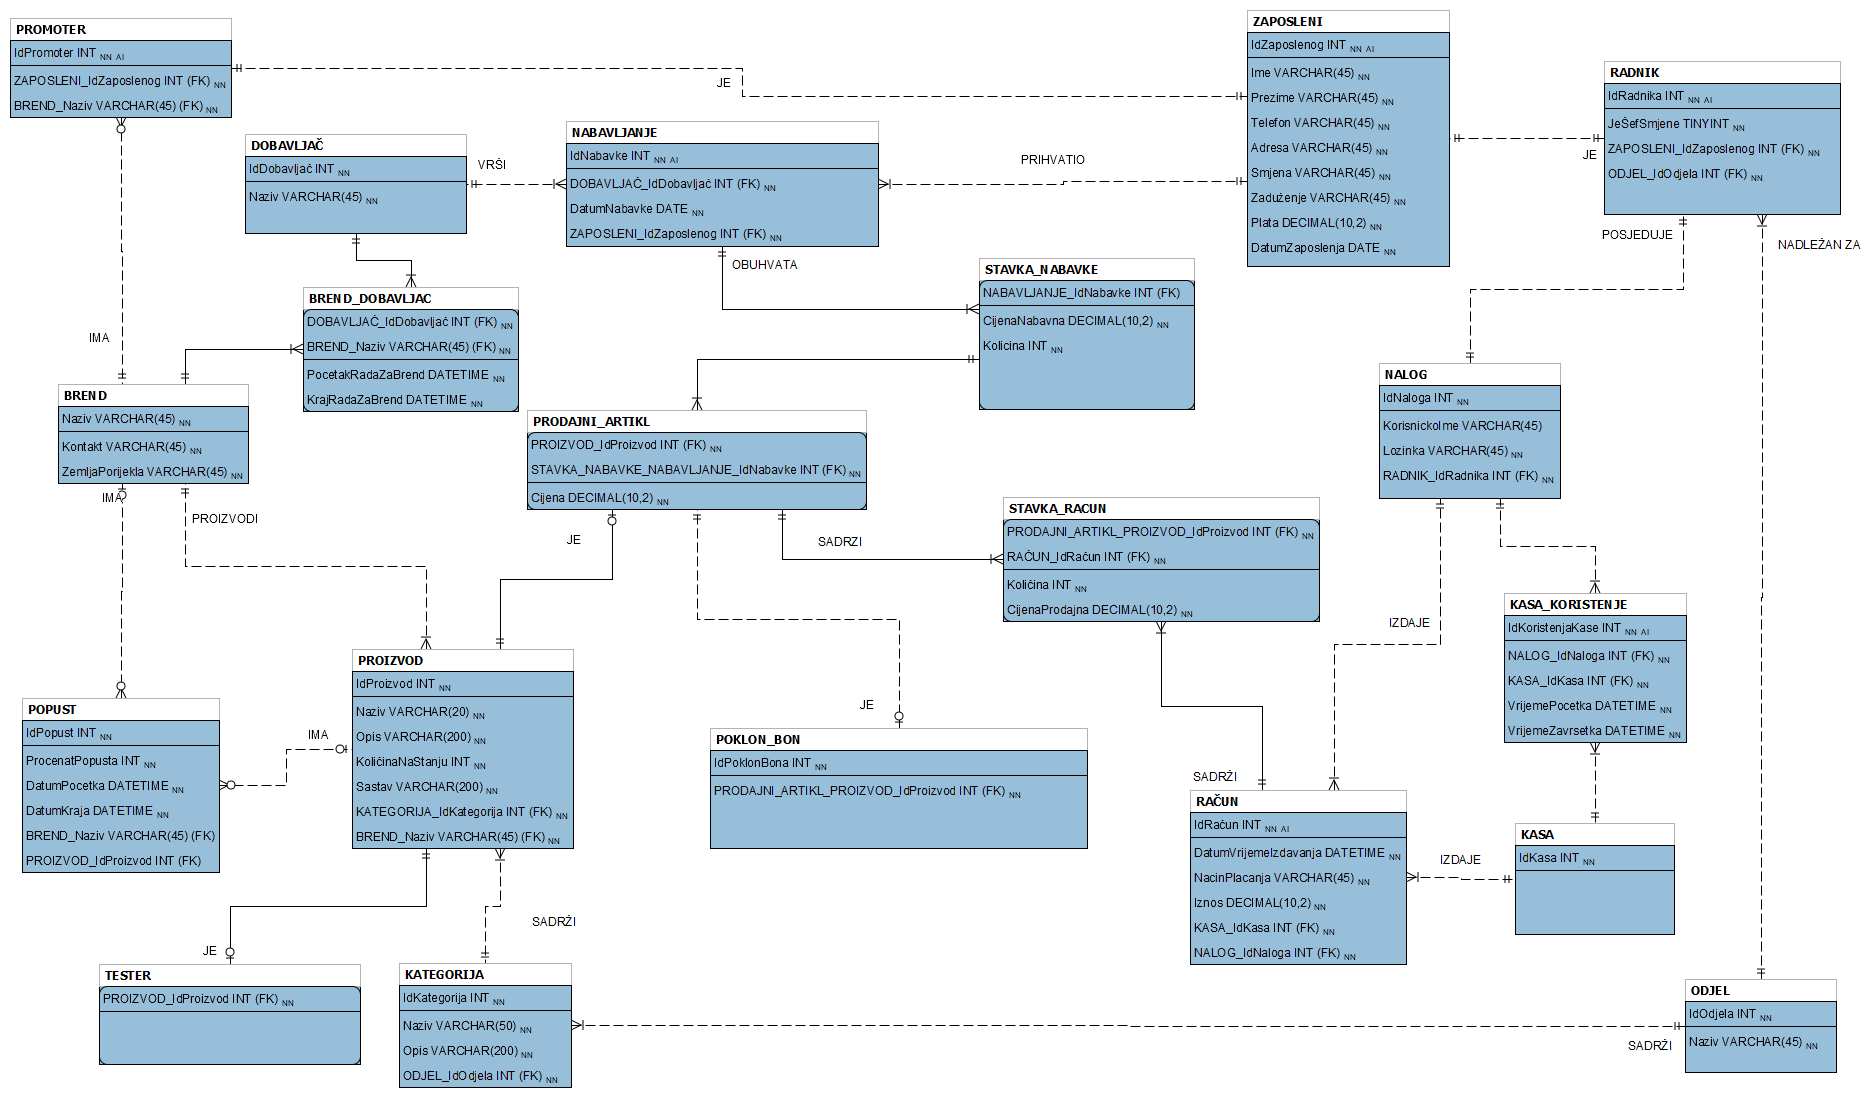 PROMOTER
IdPromoter INT NN AI
ZAPOSLENI_IdZaposlenog INT (FK) NN
BREND_Naziv VARCHAR(45) (FK) NN
JE
ZAPOSLENI
IdZaposlenog INT NN AI
Ime VARCHAR(45) NN
Prezime VARCHAR(45) NN
Telefon VARCHAR(45) NN
Adresa VARCHAR(45) NN
Smjena VARCHAR(45) NN
Zaduženje VARCHAR(45) NN
Plata DECIMAL(10,2) NN
DatumZaposlenja DATE NN
JE
RADNIK
IdRadnika INT NN AI
JeŠefSmjene TINYINT NN
ZAPOSLENI_IdZaposlenog INT (FK) NN
ODJEL_IdOdjela INT (FK) NN
DOBAVLJAČ
IdDobavljač INT NN
Naziv VARCHAR(45) NN
VRŠI
NABAVLJANJE
IdNabavke INT NN AI
DOBAVLJAČ_IdDobavljač INT (FK) NN
DatumNabavke DATE NN
ZAPOSLENI_IdZaposlenog INT (FK) NN
PRIHVATIO
POSJEDUJE
NADLEŽAN ZA
OBUHVATA
STAVKA_NABAVKE
NABAVLJANJE_IdNabavke INT (FK)
CijenaNabavna DECIMAL(10,2) NN
Kolicina INT NN
BREND_DOBAVLJAC
DOBAVLJAČ_IdDobavljač INT (FK) NN
BREND_Naziv VARCHAR(45) (FK) NN
PocetakRadaZaBrend DATETIME NN
KrajRadaZaBrend DATETIME NN
IMA
BREND
Naziv VARCHAR(45) NN
Kontakt VARCHAR(45) NN
ZemljaPorijekla VARCHAR(45) NN
IMA
PROIZVODI
PRODAJNI_ARTIKL
PROIZVOD_IdProizvod INT (FK) NN
STAVKA_NABAVKE_NABAVLJANJE_IdNabavke INT (FK) NN
Cijena DECIMAL(10,2) NN
JE
SADRZI
NALOG
IdNaloga INT NN
KorisnickoIme VARCHAR(45)
Lozinka VARCHAR(45) NN
RADNIK_IdRadnika INT (FK) NN
STAVKA_RACUN
PRODAJNI_ARTIKL_PROIZVOD_IdProizvod INT (FK) NN
RAČUN_IdRačun INT (FK) NN
Količina INT NN
CijenaProdajna DECIMAL(10,2) NN
IZDAJE
KASA_KORISTENJE
IdKoristenjaKase INT NN AI
NALOG_IdNaloga INT (FK) NN
KASA_IdKasa INT (FK) NN
VrijemePocetka DATETIME NN
VrijemeZavrsetka DATETIME NN
PROIZVOD
IdProizvod INT NN
Naziv VARCHAR(20) NN
Opis VARCHAR(200) NN
KoličinaNaStanju INT NN
Sastav VARCHAR(200) NN
KATEGORIJA_IdKategorija INT (FK) NN
BREND_Naziv VARCHAR(45) (FK) NN
POPUST
IdPopust INT NN
ProcenatPopusta INT NN
DatumPocetka DATETIME NN
DatumKraja DATETIME NN
BREND_Naziv VARCHAR(45) (FK)
PROIZVOD_IdProizvod INT (FK)
IMA
JE
POKLON_BON
IdPoklonBona INT NN
PRODAJNI_ARTIKL_PROIZVOD_IdProizvod INT (FK) NN
SADRŽI
RAČUN
IdRačun INT NN AI
DatumVrijemeIzdavanja DATETIME NN
NacinPlacanja VARCHAR(45) NN
Iznos DECIMAL(10,2) NN
KASA_IdKasa INT (FK) NN
NALOG_IdNaloga INT (FK) NN
IZDAJE
KASA
IdKasa INT NN
JE
TESTER
PROIZVOD_IdProizvod INT (FK) NN
SADRŽI
KATEGORIJA
IdKategorija INT NN
Naziv VARCHAR(50) NN
Opis VARCHAR(200) NN
ODJEL_IdOdjela INT (FK) NN
SADRŽI
ODJEL
IdOdjela INT NN
Naziv VARCHAR(45) NN